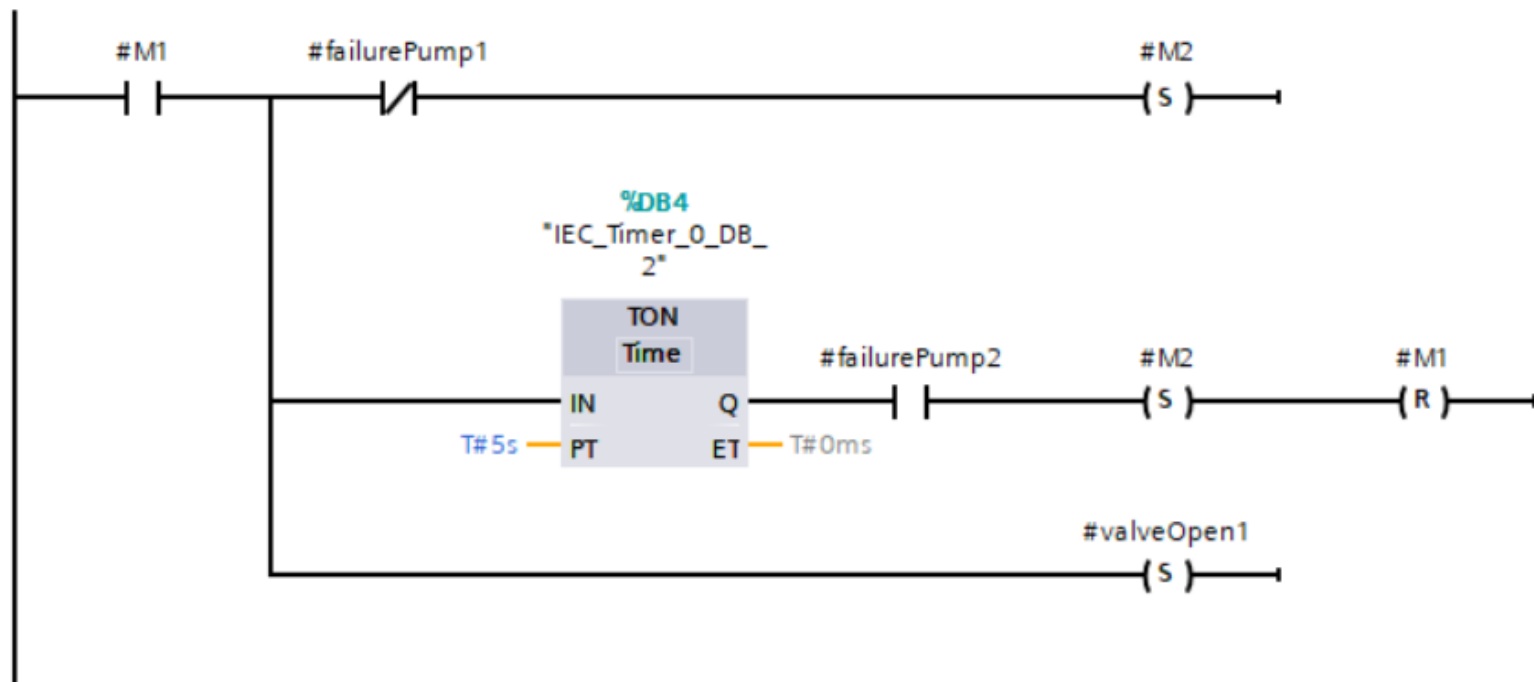 #M1 #failurePump1 #M2
( S )
%DB4
"IEC_Timer_0_DB_
2"
TON
Time
#failurePump2 #M2 #M1
IN Q ( S ) ( R )
T#5s PT ET T#0ms
#valveOpen1
( S )